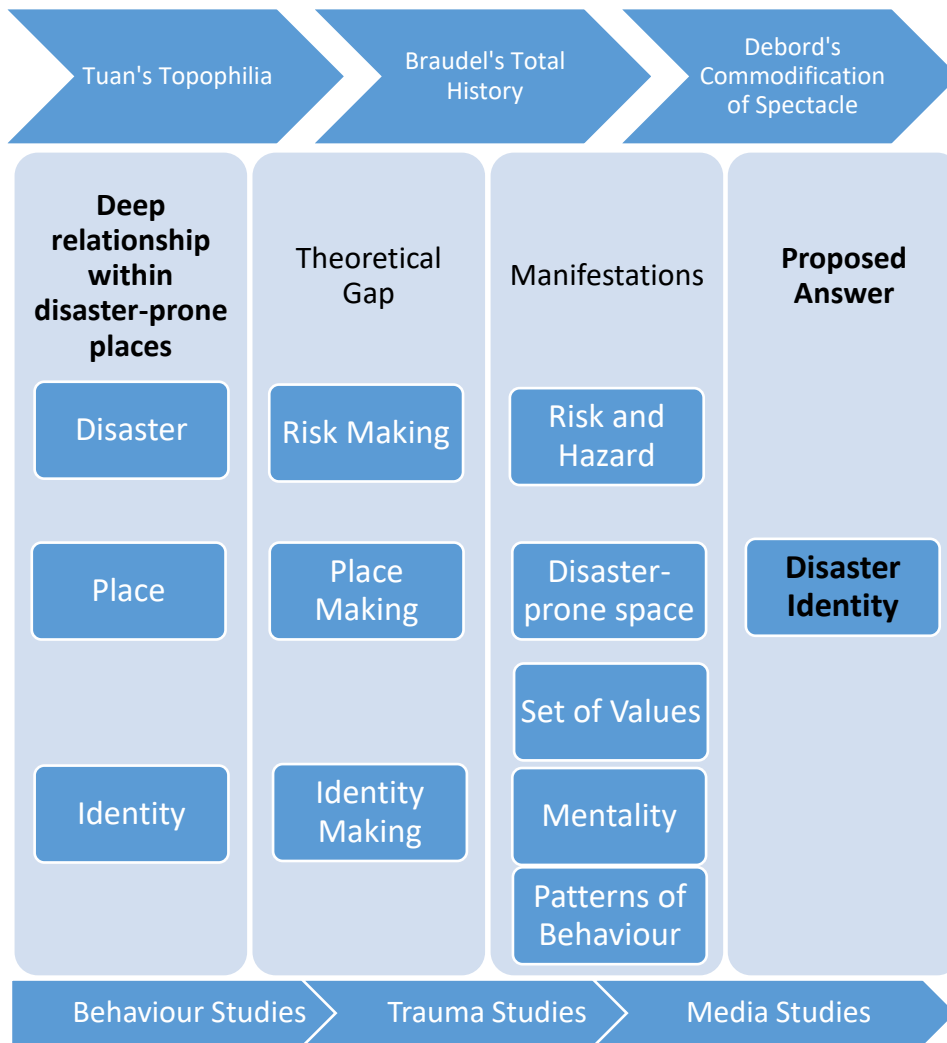 Tuan's Topophilia
Braudel's Total
History
Debord's
Commodification
of Spectacle
Deep
relationship
within
disaster-prone
places
Disaster
Place
Identity
Theoretical
Gap
Risk Making
Place
Making
Identity
Making
Manifestations
Risk and
Hazard
Disaster-
prone space
Set of Values
Mentality
Patterns of
Behaviour
Proposed
Answer
Disaster
Identity
Behaviour Studies
Trauma Studies
Media Studies